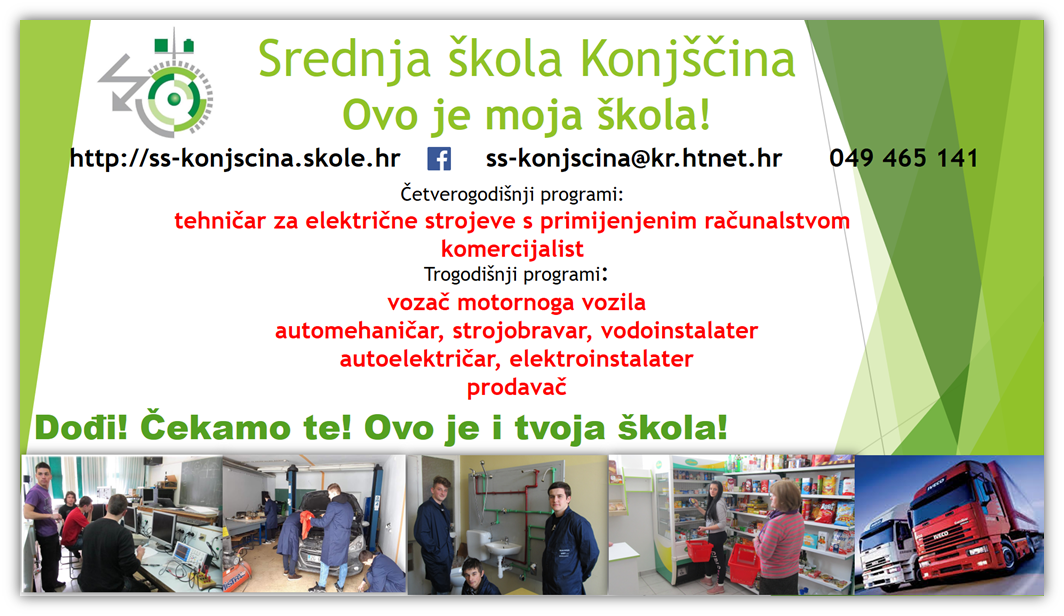 Srednja škola Konjščina
Ovo je moja škola!
http://ss-konjscina.skole.hr ss-konjscina@kr.htnet.hr 049 465 141
Četverogodišnji programi:
tehničar za električne strojeve s primijenjenim računalstvom
komercijalist
Trogodišnji programi:
vozač motornoga vozila
automehaničar, strojobravar, vodoinstalater
autoelektričar, elektroinstalater
prodavač
Dođi! Čekamo te! Ovo je i tvoja škola!
IVECO
IVECO